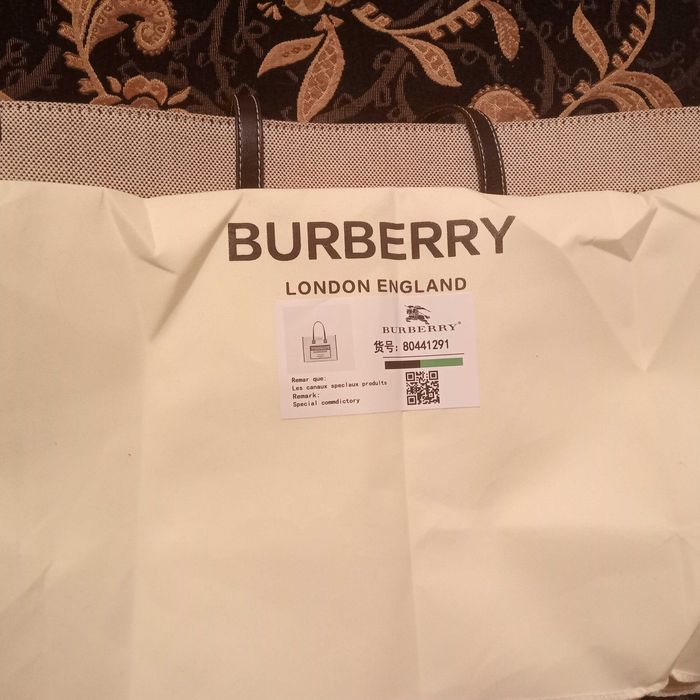 BURBERRY
LONDON ENGLAND
BURBERRY
货号: 80441291
Remar que:
Les canaux speclaux produits
Remark:
Special commdictory